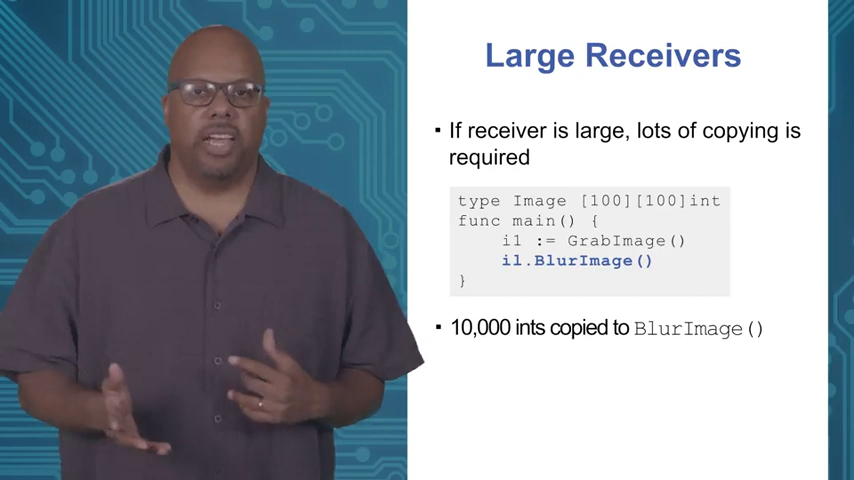 Large Receivers
▪ If receiver is large, lots of copying is
required
type Image [100][100]int
func main() {
i1 := GrabImage()
i1.BlurImage()
}
▪ 10,000 ints copied to BlurImage()